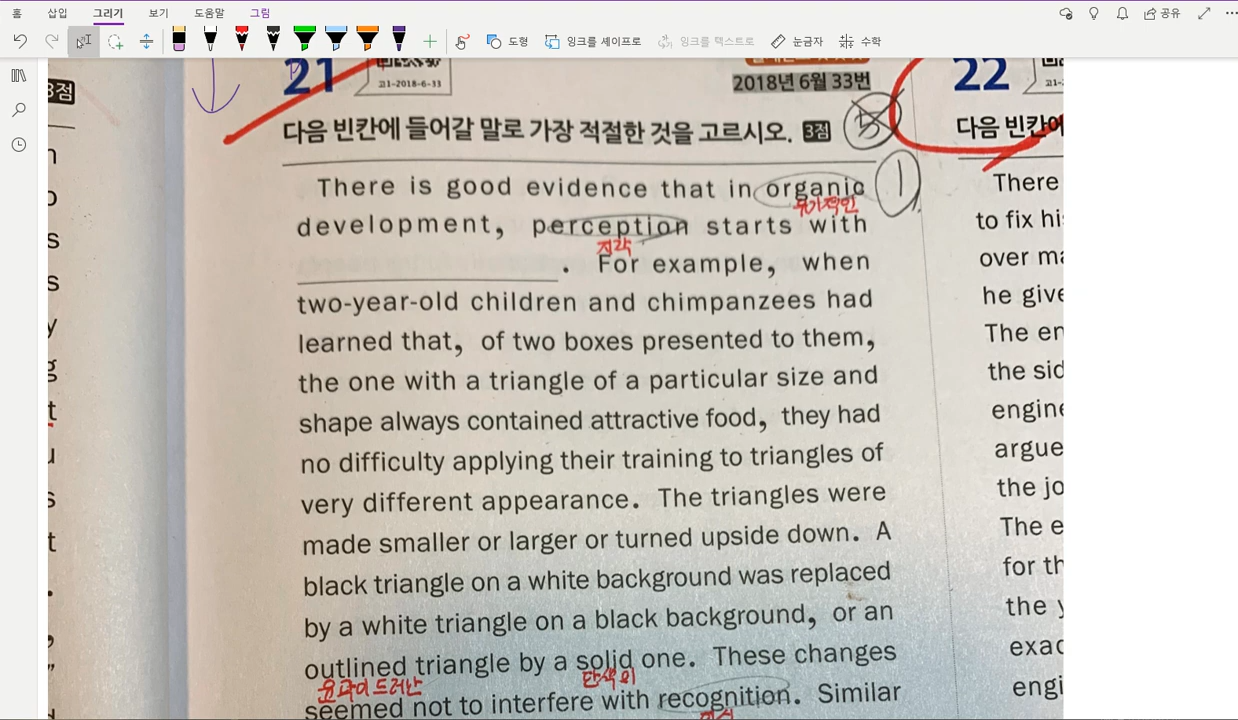 홈 삽입 그리기 보기 도움말 그림 공유
도형 잉크를 셰이프로 잉크를 텍스트로 눈금자 수학
3점
21
고1-2018-6-33
2018년 6월 33번
22
다음 빈칸에 들어갈 말로 가장 적절한 것을 고르시오. 3점
5
1
다음 빈칸에
There is good evidence that in organic
유기적인
development, perception starts with
지각
. For example, when
two-year-old children and chimpanzees had
learned that, of two boxes presented to them,
the one with a triangle of a particular size and
shape always contained attractive food, they had
no difficulty applying their training to triangles of
very different appearance. The triangles were
made smaller or larger or turned upside down. A
black triangle on a white background was replaced
by a white triangle on a black background, or an
outlined triangle by a solid one. These changes
윤곽이 드러난 단색의
seemed not to interfere with recognition. Similar
There
to fix hi
over ma
he give
The en
the sid
engine
argue
the jo
The e
for th
the y
exac
engi